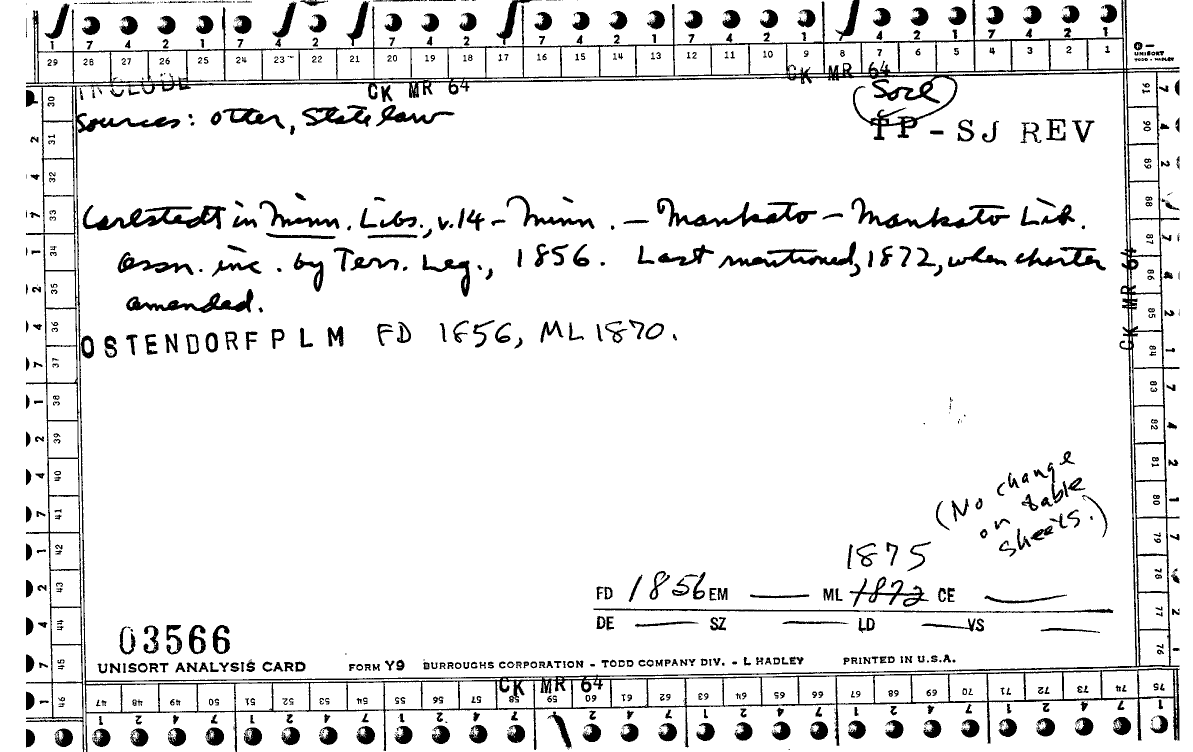 1 7 4 2 1 7 4 2 1 7 4 2 1 7 4 2 1 7 4 2 1 7 4 2 1 7 4 2 1
29 28 27 26 25 24 23 22 21 20 19 18 17 16 15 14 13 12 11 10 9 8 7 6 5 4 3 2 1
UNISORT
TODD - HADLEY
INCLUDE CK MR 64 CK MR 64
Sources: Otter, State law
Socl
TP - SJ REV
Carlstedt in Minn. Libs., v.14 - Minn. - Mankato - Mankato Lib.
assn. inc. by Terr. Leg., 1856. Last mentioned, 1872, when charter
amended.
OSTENDORFPLM FD 1856, ML 1870.
CK MR 64
(No change
on table
sheets.)
1875
FD 1856 EM ML 1872 CE
DE SZ LD VS
03566
UNISORT ANALYSIS CARD FORM Y9 BURROUGHS CORPORATION - TODD COMPANY DIV. - L HADLEY PRINTED IN U.S.A.
CK MR 64
30 31 32 33 34 35 36 37 38 39 40 41 42 43 44 45 46
91 90 89 88 87 86 85 84 83 82 81 80 79 78 77 76
47 48 49 50 51 52 53 54 55 56 57 58 59 60 61 62 63 64 65 66 67 68 69 70 71 72 73 74 75